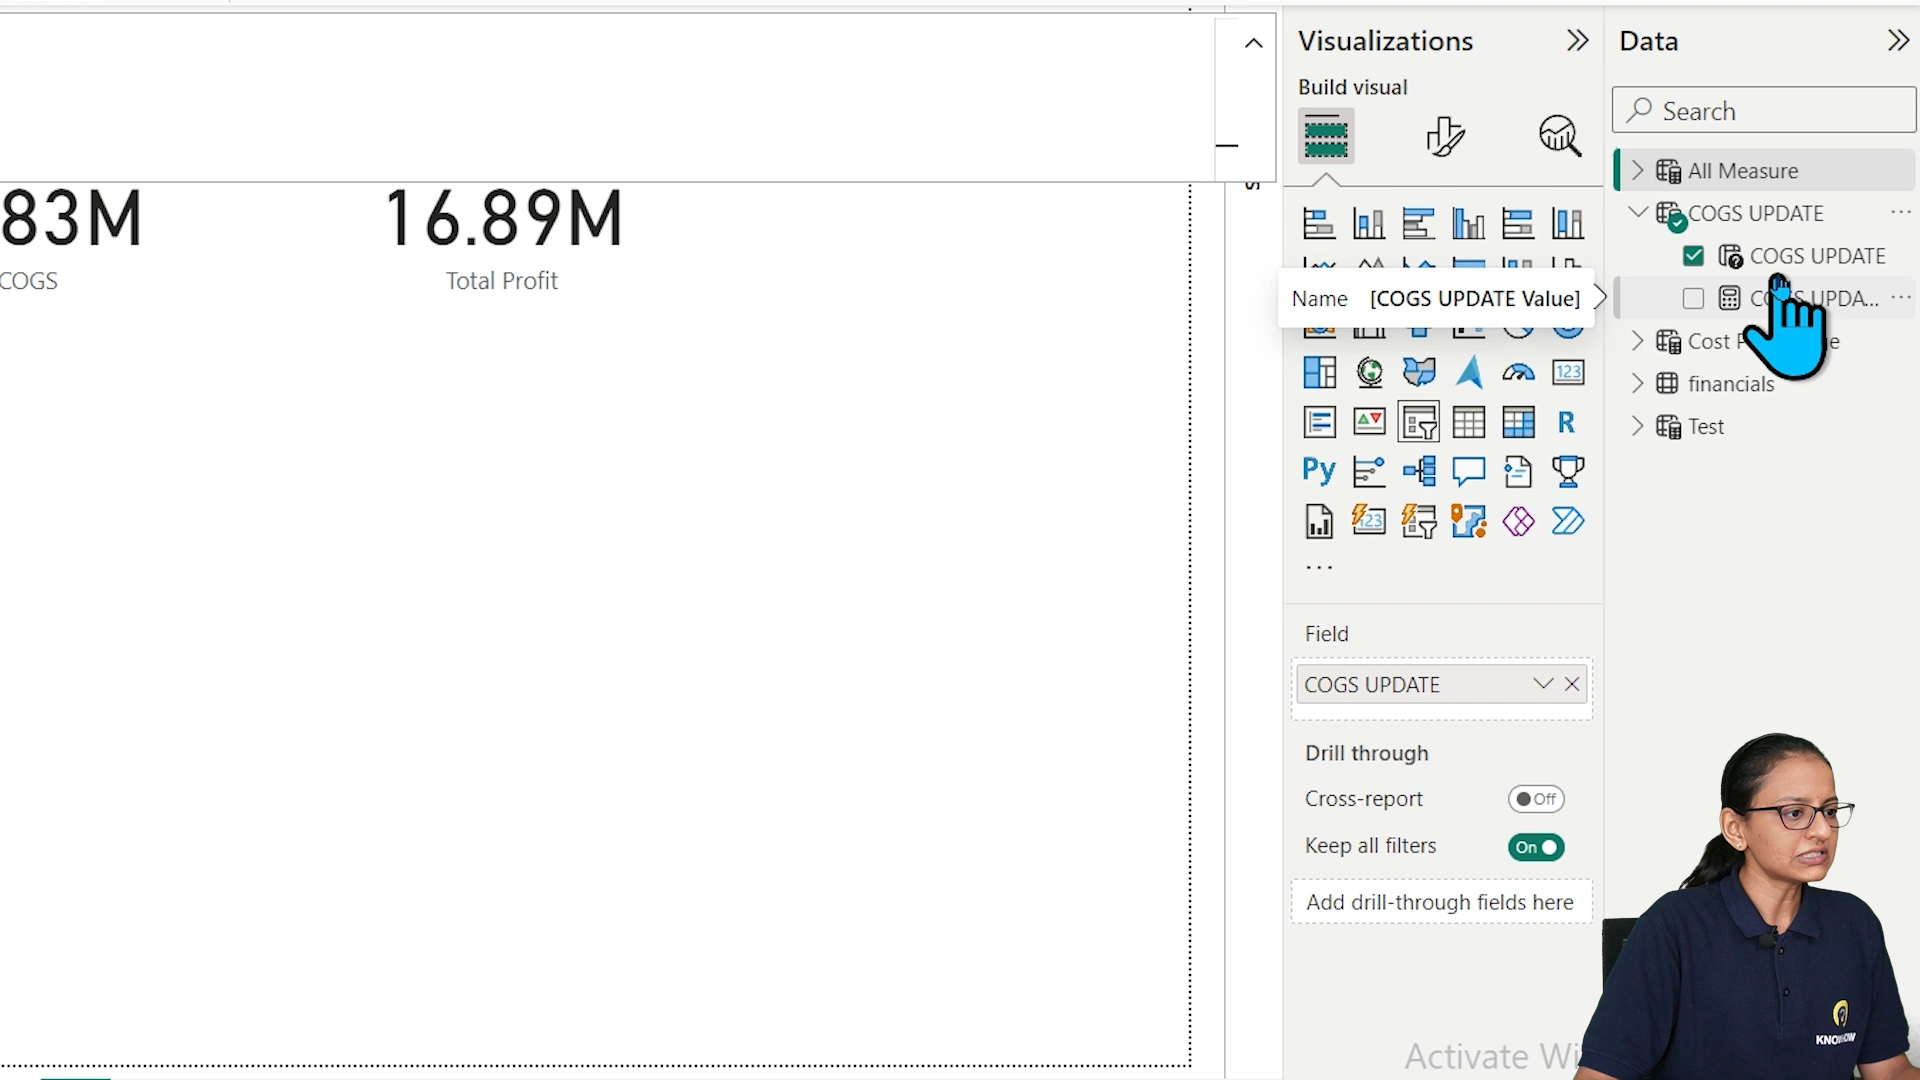 Visualizations
Data
Build visual
Search
All Measure
COGS UPDATE
COGS UPDATE
Name [COGS UPDATE Value]
financials
Test
83M
COGS
16.89M
Total Profit
123
R
Py
123
Field
COGS UPDATE
Drill through
Cross-report
Off
Keep all filters
On
Add drill-through fields here
Activate
KNOWHOW